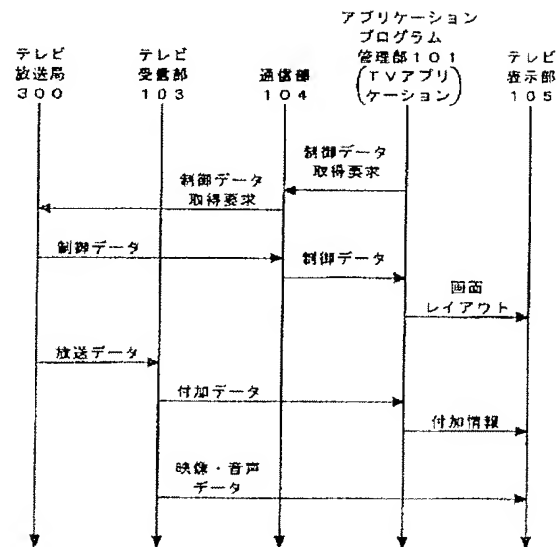 テレビ
放送局
300
テレビ
受信部
103
通信部
104
アプリケーション
プログラム
管理部101
(TVアプリ
ケーション)
テレビ
表示部
105
制御データ
取得要求
制御データ
取得要求
制御データ
制御データ
画面
レイアウト
放送データ
付加データ
付加情報
映像・音声
データ